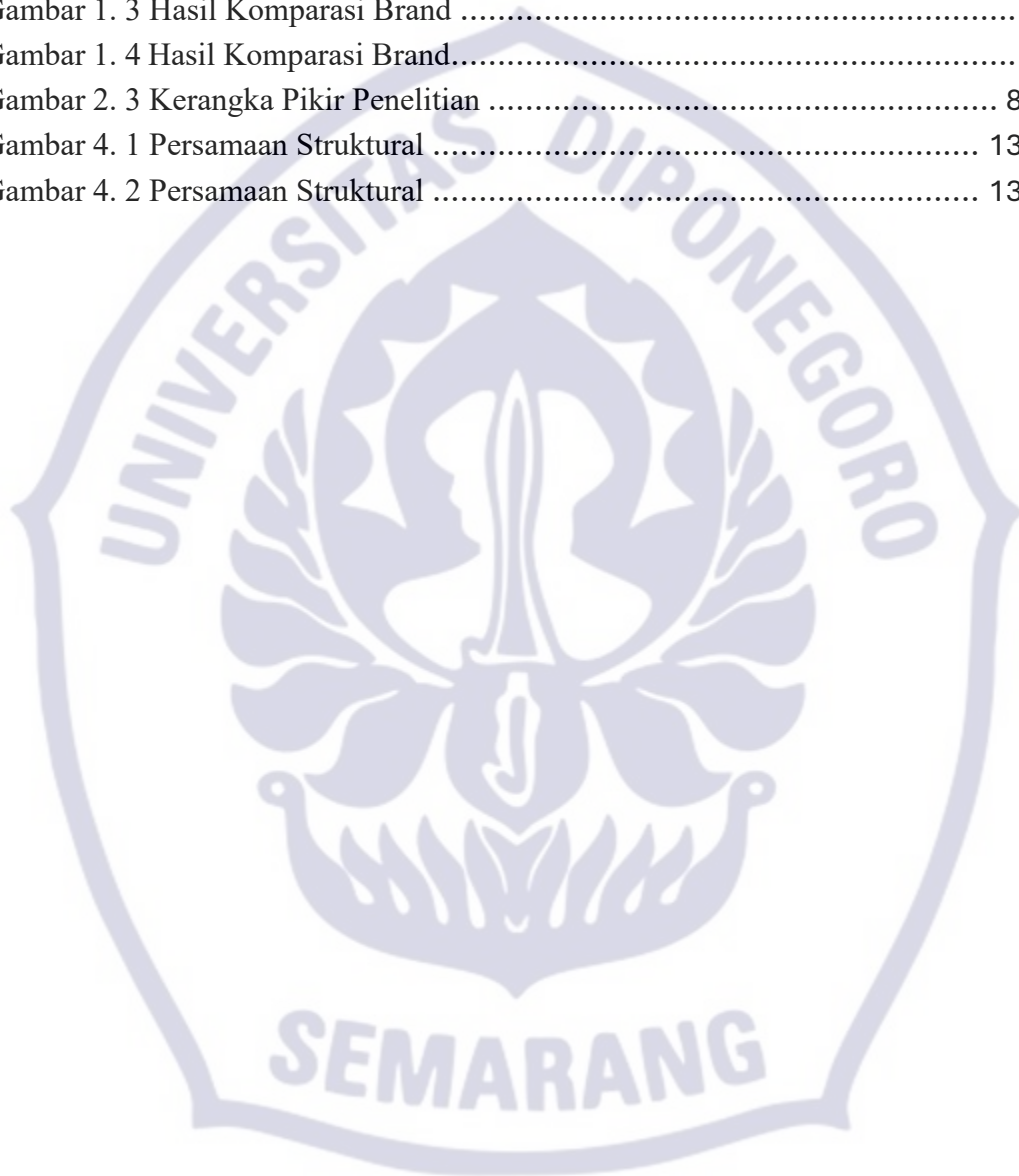 Gambar 1. 3 Hasil Komparasi Brand ............................................................
Gambar 1. 4 Hasil Komparasi Brand.............................................................
Gambar 2. 3 Kerangka Pikir Penelitian ....................................................... 8
Gambar 4. 1 Persamaan Struktural ........................................................... 13
Gambar 4. 2 Persamaan Struktural ........................................................... 13
UNIVERSITAS DIPONEGORO
SEMARANG